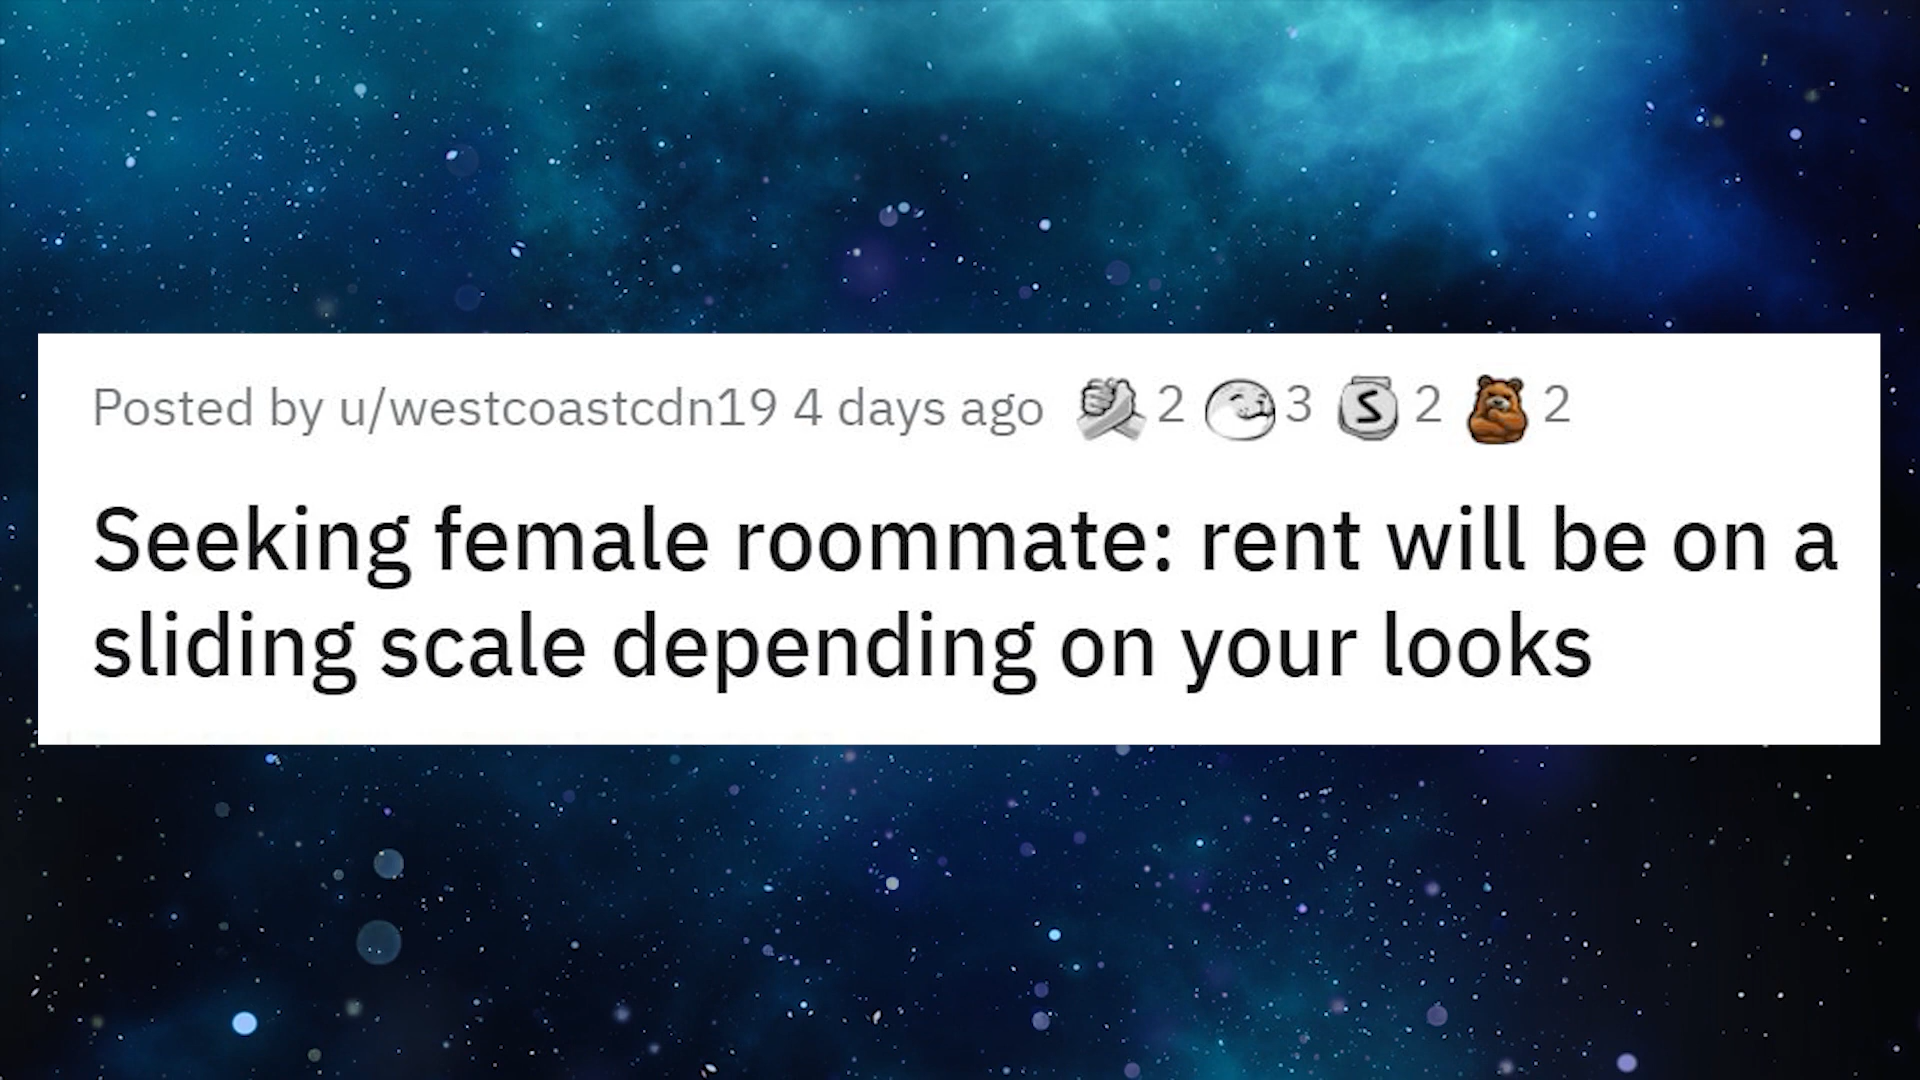 Posted by u/westcoastcdn19 4 days ago 2 3 S 2 2
Seeking female roommate: rent will be on a
sliding scale depending on your looks